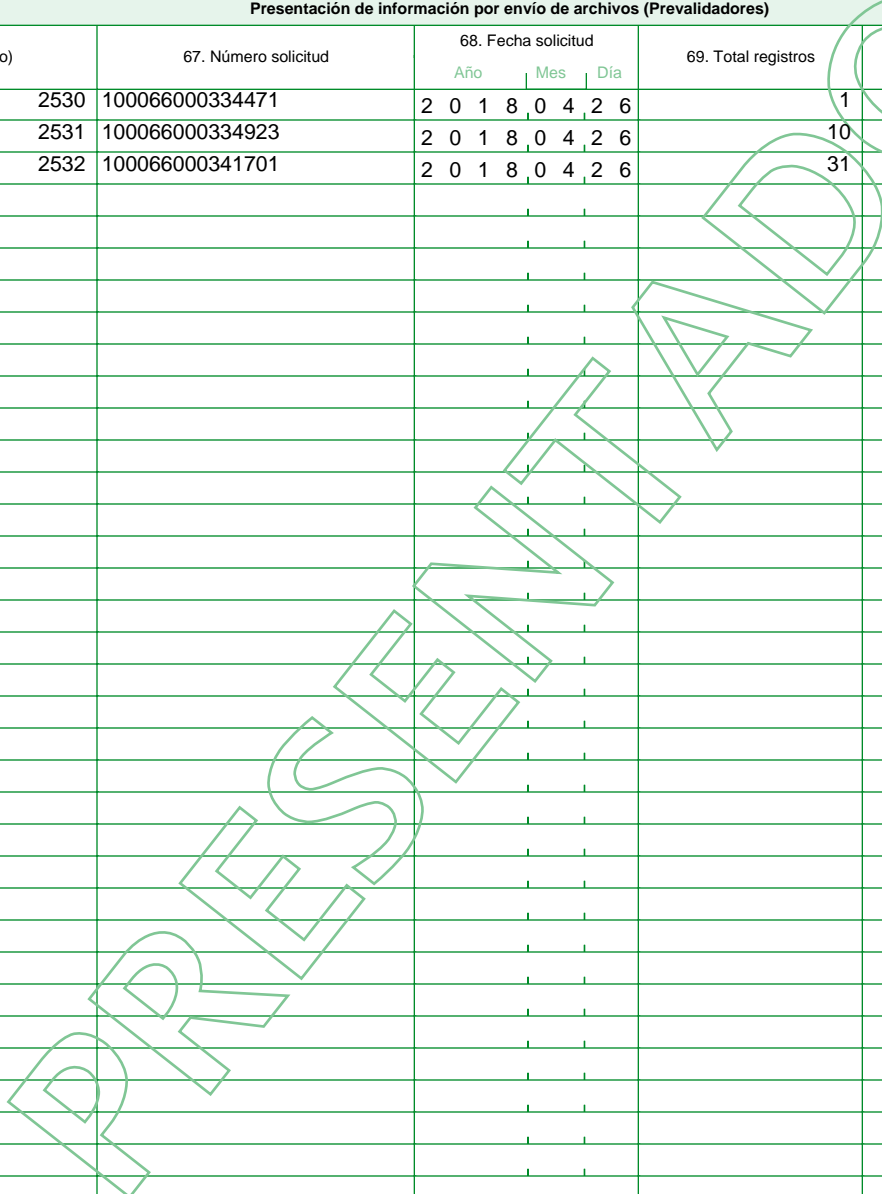 Presentación de información por envío de archivos (Prevalidadores)
o) 67. Número solicitud 68. Fecha solicitud 69. Total registros
Año Mes Día
2530 100066000334471 2 0 1 8 0 4 2 6 1
2531 100066000334923 2 0 1 8 0 4 2 6 10
2532 100066000341701 2 0 1 8 0 4 2 6 31
PRESENTADO